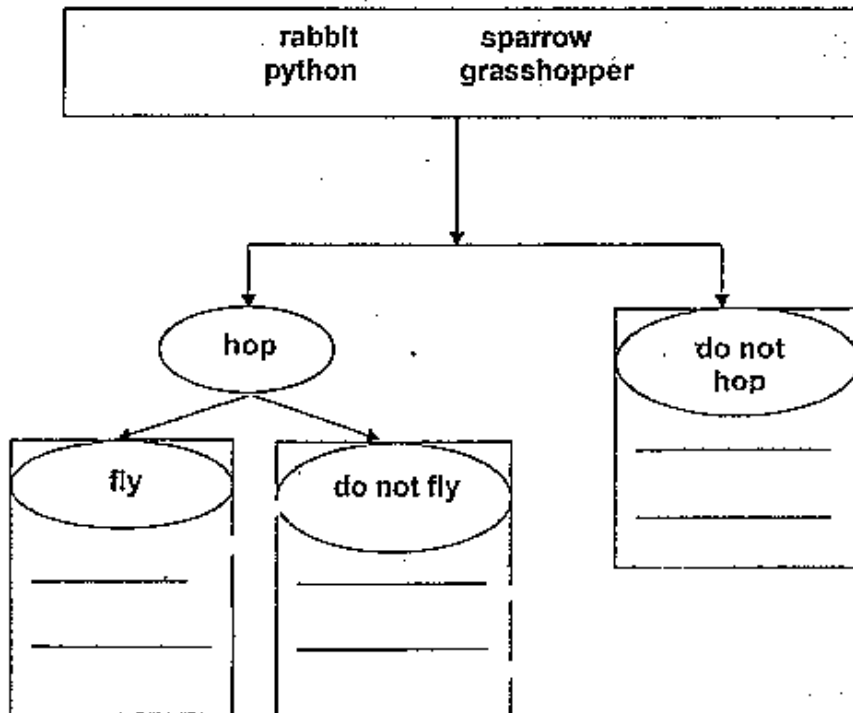 rabbit sparrow
python grasshopper
hop
do not
hop
fly
do not fly